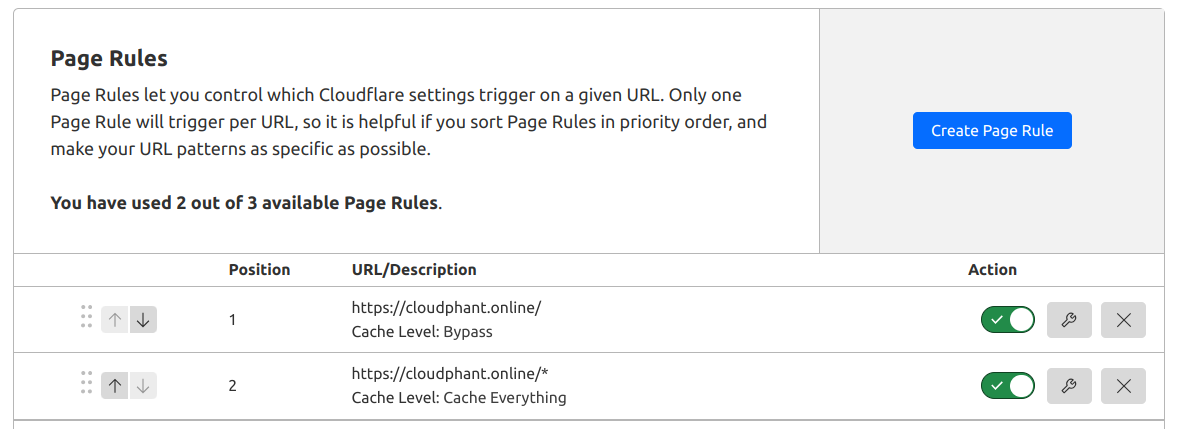 Page Rules
Page Rules let you control which Cloudflare settings trigger on a given URL. Only one
Page Rule will trigger per URL, so it is helpful if you sort Page Rules in priority order, and
make your URL patterns as specific as possible.
You have used 2 out of 3 available Page Rules.
Create Page Rule
Position URL/Description Action
1 https://cloudphant.online/
Cache Level: Bypass
2 https://cloudphant.online/*
Cache Level: Cache Everything